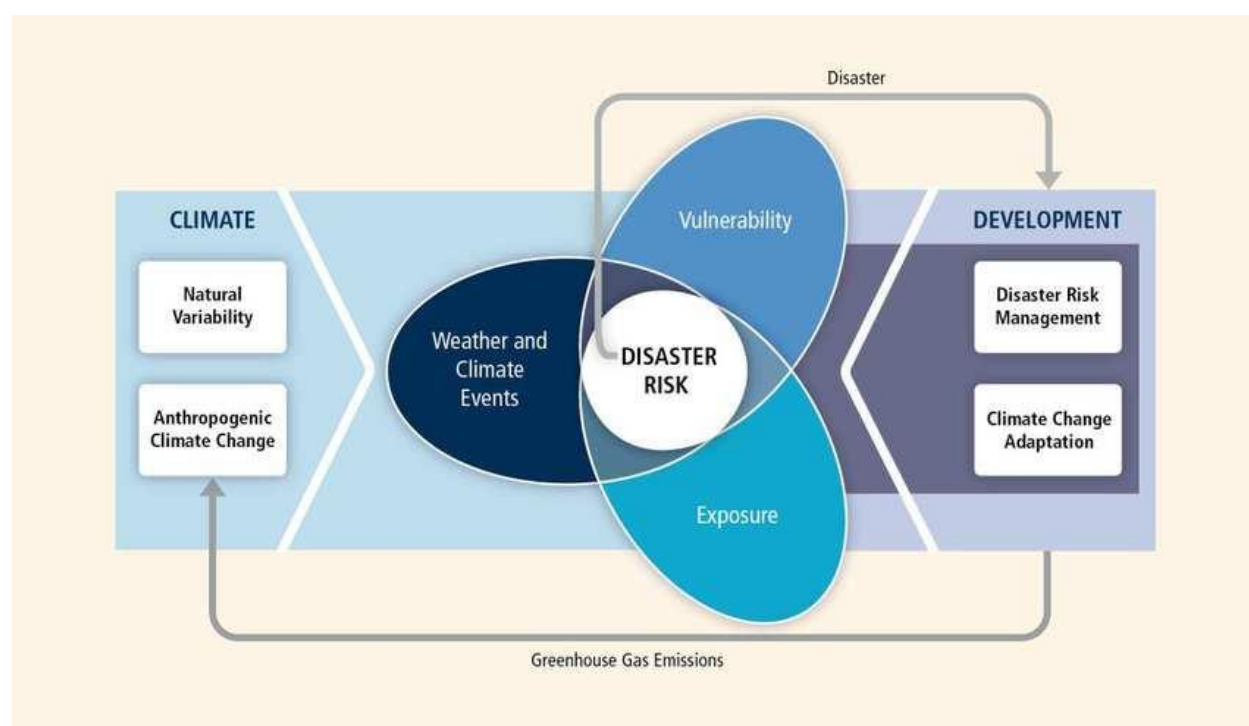 Disaster
CLIMATE
Natural
Variability
Anthropogenic
Climate Change
Weather and
Climate
Events
Vulnerability
DISASTER
RISK
Exposure
DEVELOPMENT
Disaster Risk
Management
Climate Change
Adaptation
Greenhouse Gas Emissions